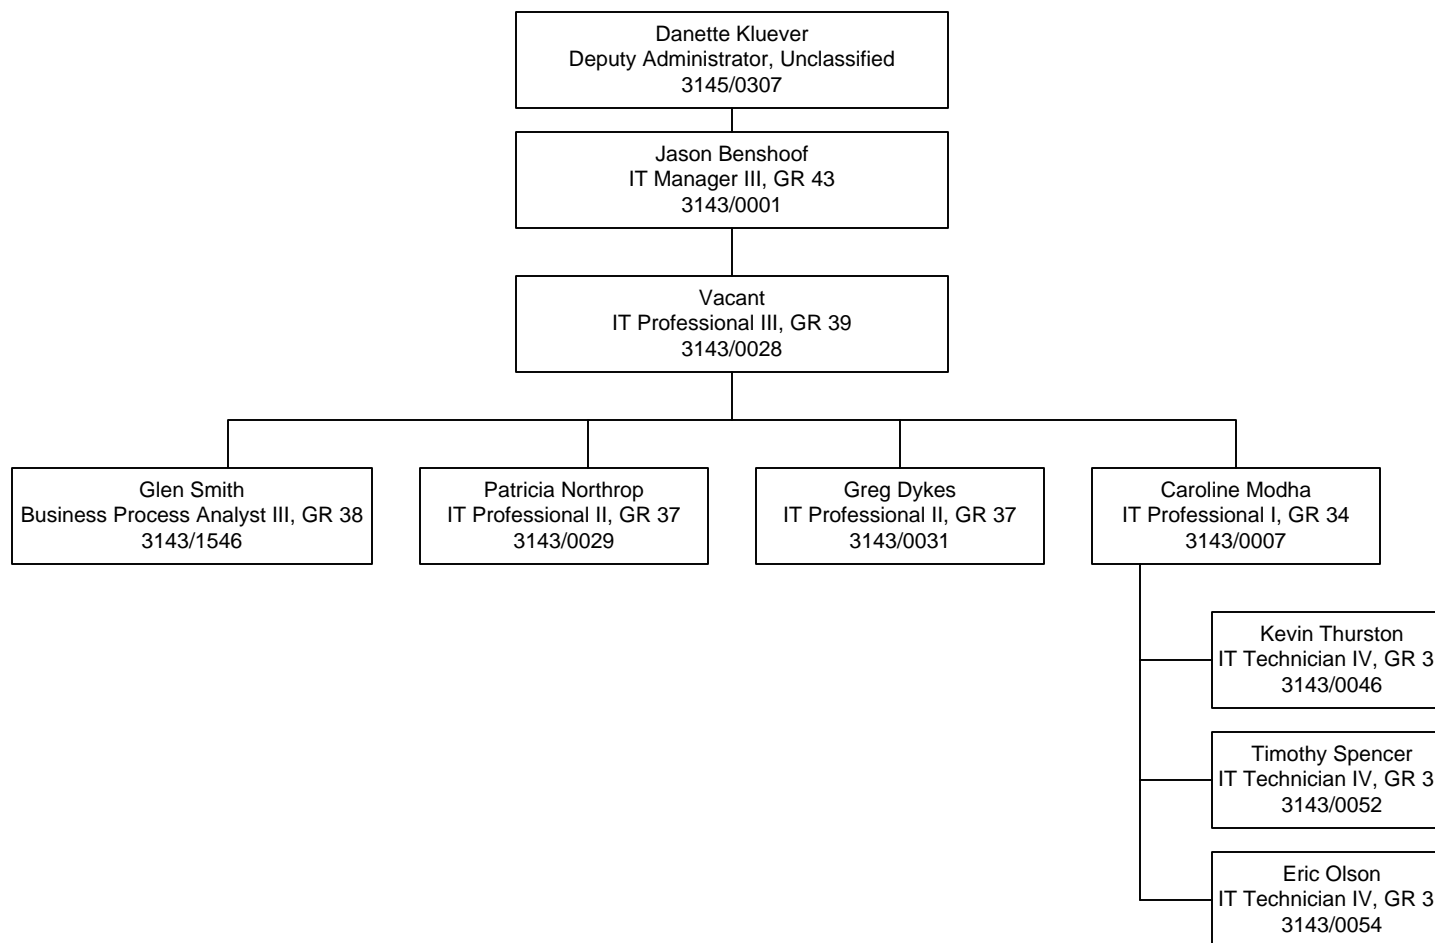 Danette Kluever
Deputy Administrator, Unclassified
3145/0307
Jason Benshoof
IT Manager III, GR 43
3143/0001
Vacant
IT Professional III, GR 39
3143/0028
Glen Smith
Business Process Analyst III, GR 38
3143/1546
Patricia Northrop
IT Professional II, GR 37
3143/0029
Greg Dykes
IT Professional II, GR 37
3143/0031
Caroline Modha
IT Professional I, GR 34
3143/0007
Kevin Thurston
IT Technician IV, GR 3
3143/0046
Timothy Spencer
IT Technician IV, GR 3
3143/0052
Eric Olson
IT Technician IV, GR 3
3143/0054